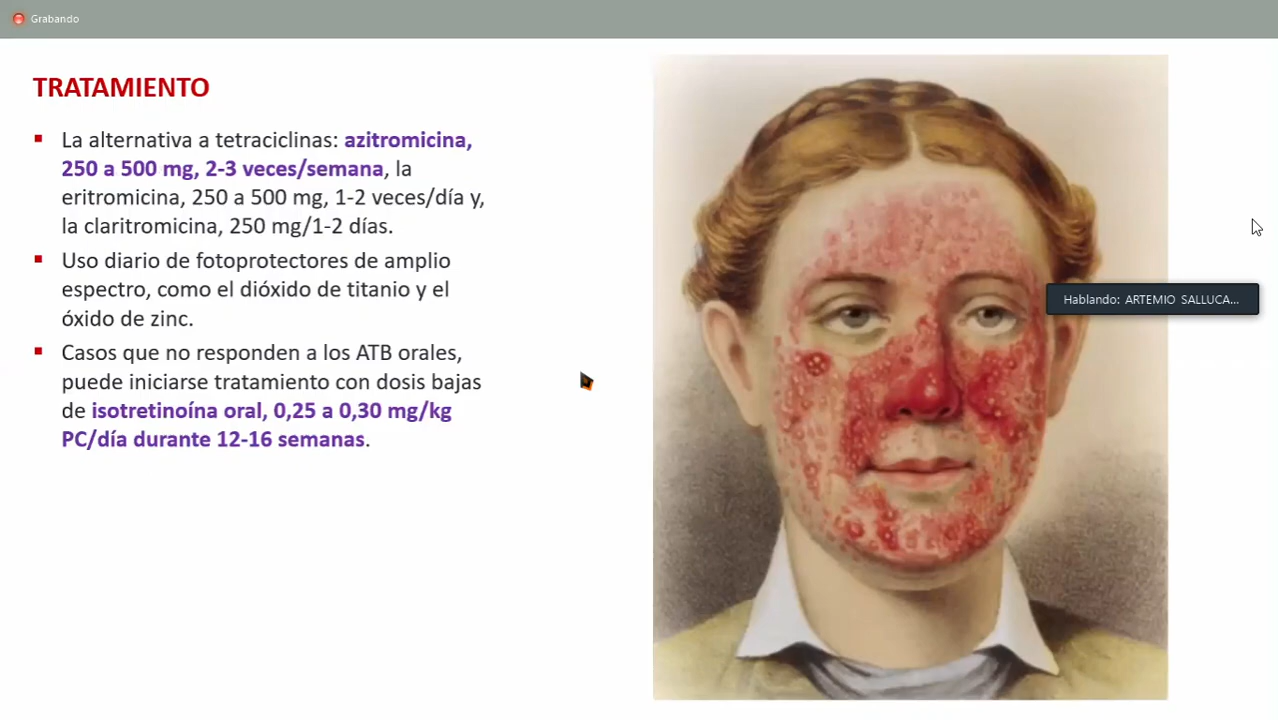 Grabando
TRATAMIENTO
▪ La alternativa a tetraciclinas: azitromicina,
250 a 500 mg, 2-3 veces/semana, la
eritromicina, 250 a 500 mg, 1-2 veces/día y,
la claritromicina, 250 mg/1-2 días.
▪ Uso diario de fotoprotectores de amplio
espectro, como el dióxido de titanio y el
óxido de zinc.
▪ Casos que no responden a los ATB orales,
puede iniciarse tratamiento con dosis bajas
de isotretinoína oral, 0,25 a 0,30 mg/kg
PC/día durante 12-16 semanas.
Hablando: ARTEMIO SALLUCA...